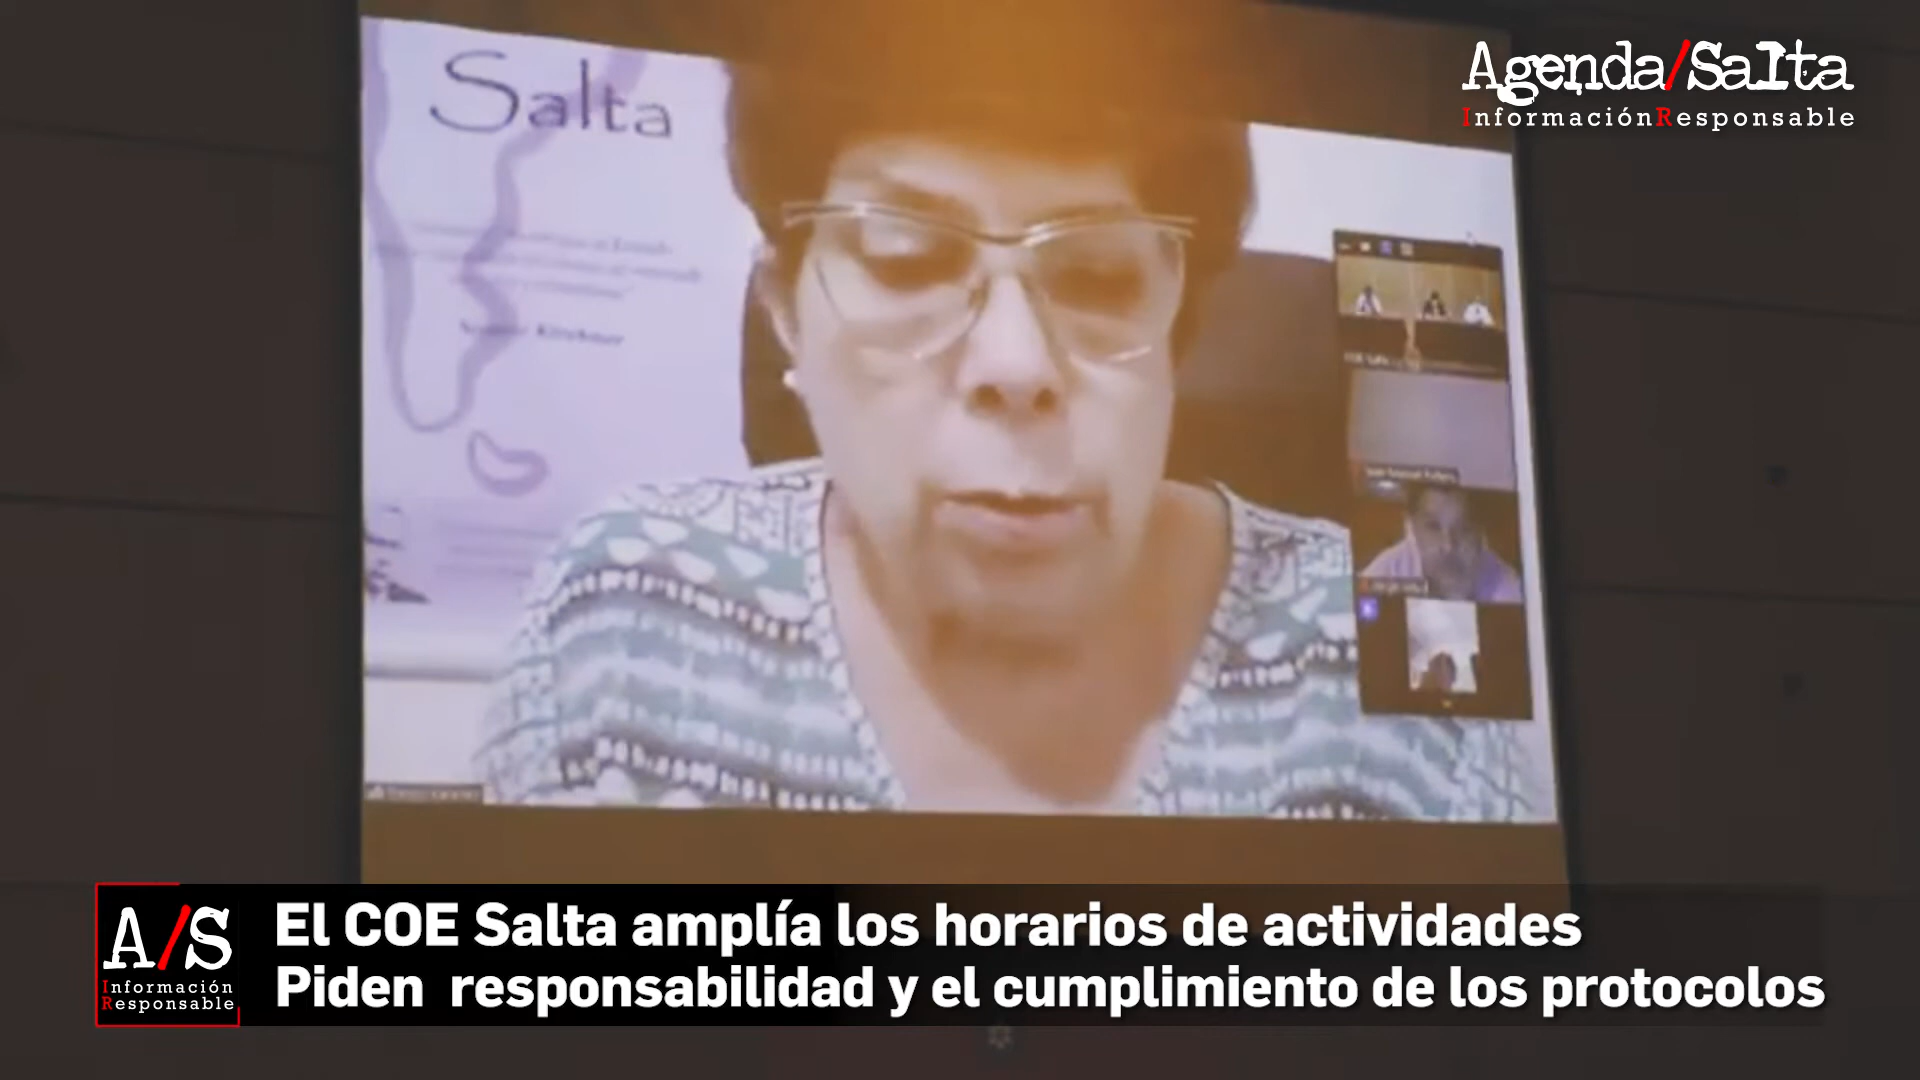 Salta
Agenda/Salta
InformaciónResponsable
A/S
Información
Responsable
El COE Salta amplía los horarios de actividades
Piden responsabilidad y el cumplimiento de los protocolos